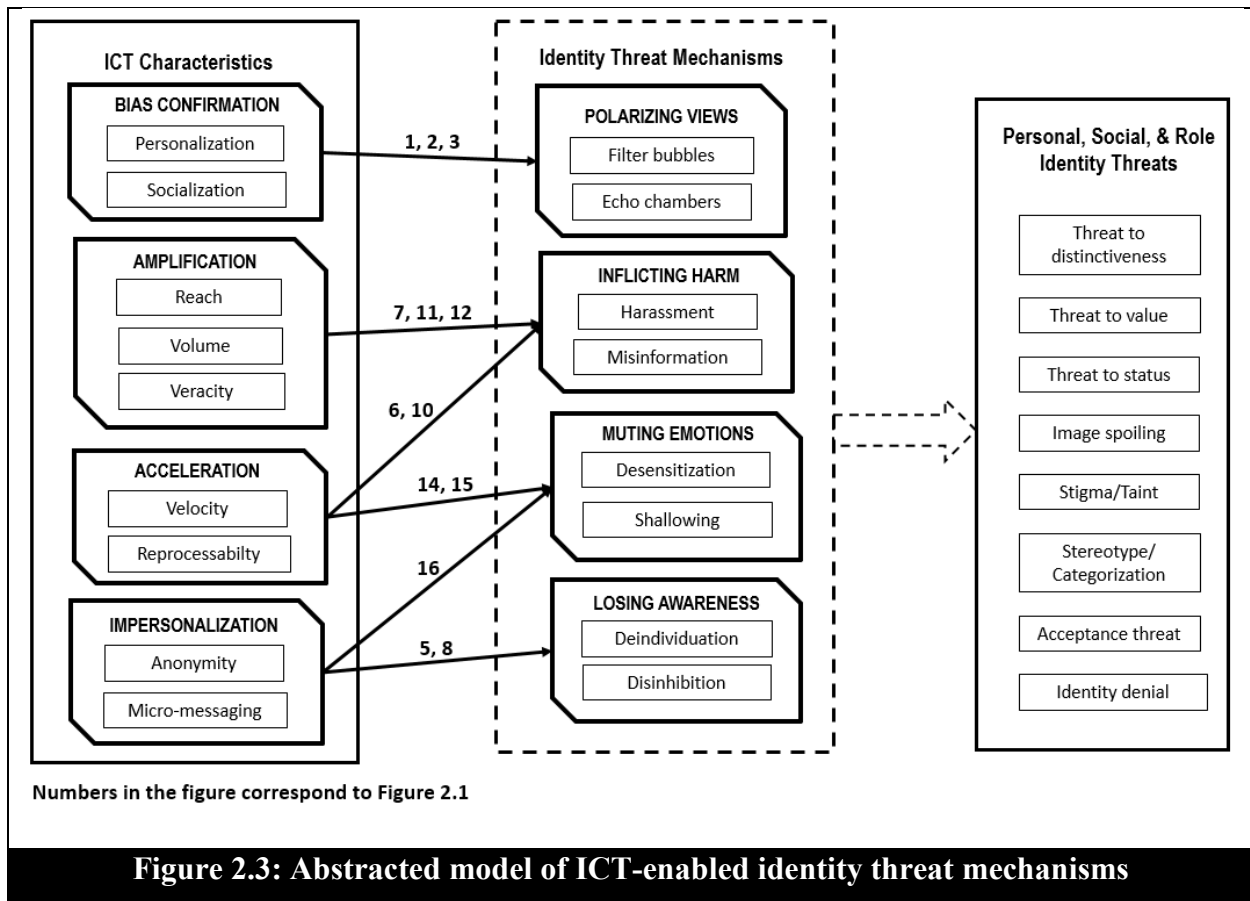 ICT Characteristics
BIAS CONFIRMATION
Personalization
Socialization
AMPLIFICATION
Reach
Volume
Veracity
ACCELERATION
Velocity
Reprocessabilty
IMPERSONALIZATION
Anonymity
Micro-messaging
1, 2, 3
7, 11, 12
6, 10
14, 15
16
5, 8
Identity Threat Mechanisms
POLARIZING VIEWS
Filter bubbles
Echo chambers
INFLICTING HARM
Harassment
Misinformation
MUTING EMOTIONS
Desensitization
Shallowing
LOSING AWARENESS
Deindividuation
Disinhibition
Personal, Social, & Role
Identity Threats
Threat to
distinctiveness
Threat to value
Threat to status
Image spoiling
Stigma/Taint
Stereotype/
Categorization
Acceptance threat
Identity denial
Numbers in the figure correspond to Figure 2.1
Figure 2.3: Abstracted model of ICT-enabled identity threat mechanisms